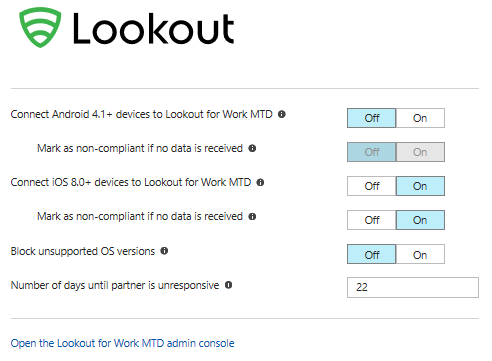 Lookout
Connect Android 4.1+ devices to Lookout for Work MTD Off On
Mark as non-compliant if no data is received Off On
Connect iOS 8.0+ devices to Lookout for Work MTD Off On
Mark as non-compliant if no data is received Off On
Block unsupported OS versions Off On
Number of days until partner is unresponsive 22
Open the Lookout for Work MTD admin console